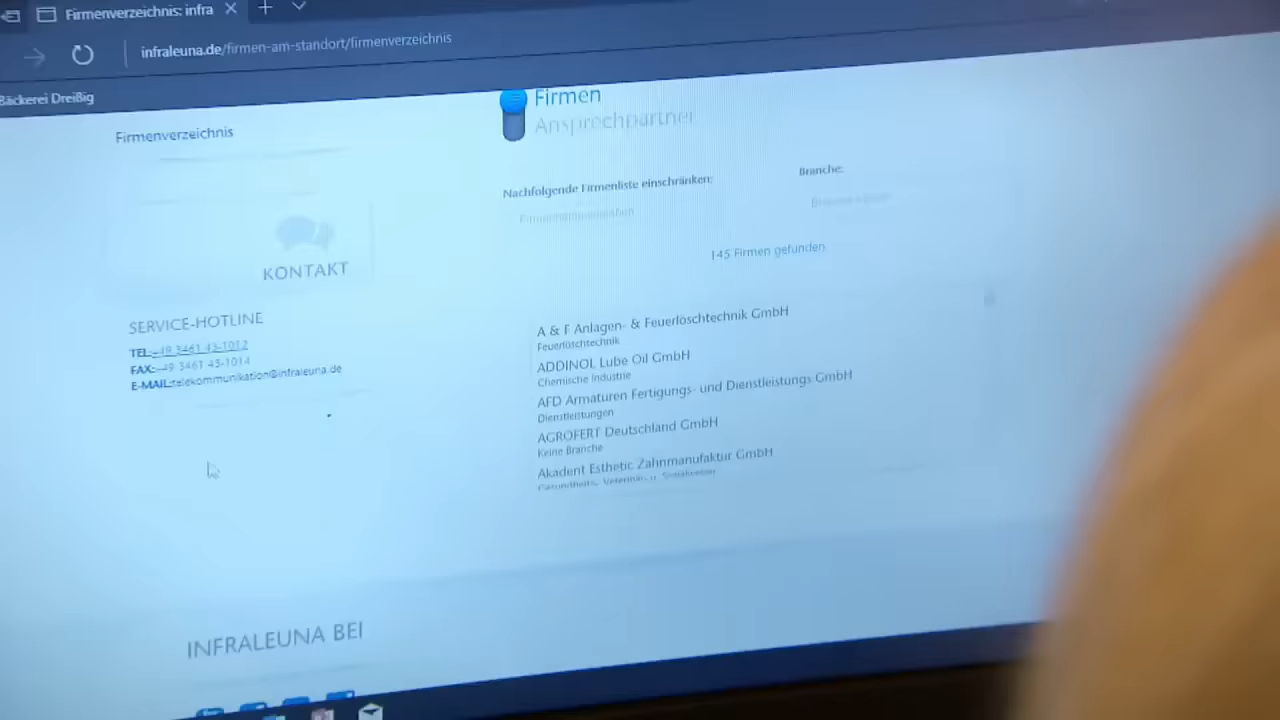 Firmenverzeichnis: infra
infraleuna.de/firmen-am-standort/firmenverzeichnis
Bäckerei Dreißig
Firmenverzeichnis
Firmen
Ansprechpartner
Nachfolgende Firmenliste einschränken:
Branche:
145 Firmen gefunden
KONTAKT
SERVICE-HOTLINE
TEL:+49 3461 43-1012
FAX:+49 3461 43-1014
E-MAIL:telekommunikation@infraleuna.de
A & F Anlagen- & Feuerlöschtechnik GmbH
Feuerlöschtechnik
ADDINOL Lube Oil GmbH
Chemische Industrie
AFD Armaturen Fertigungs- und Dienstleistungs GmbH
Dienstleistungen
AGROFERT Deutschland GmbH
Keine Branche
Akadent Esthetic Zahnmanufaktur GmbH
INFRALEUNA BEI